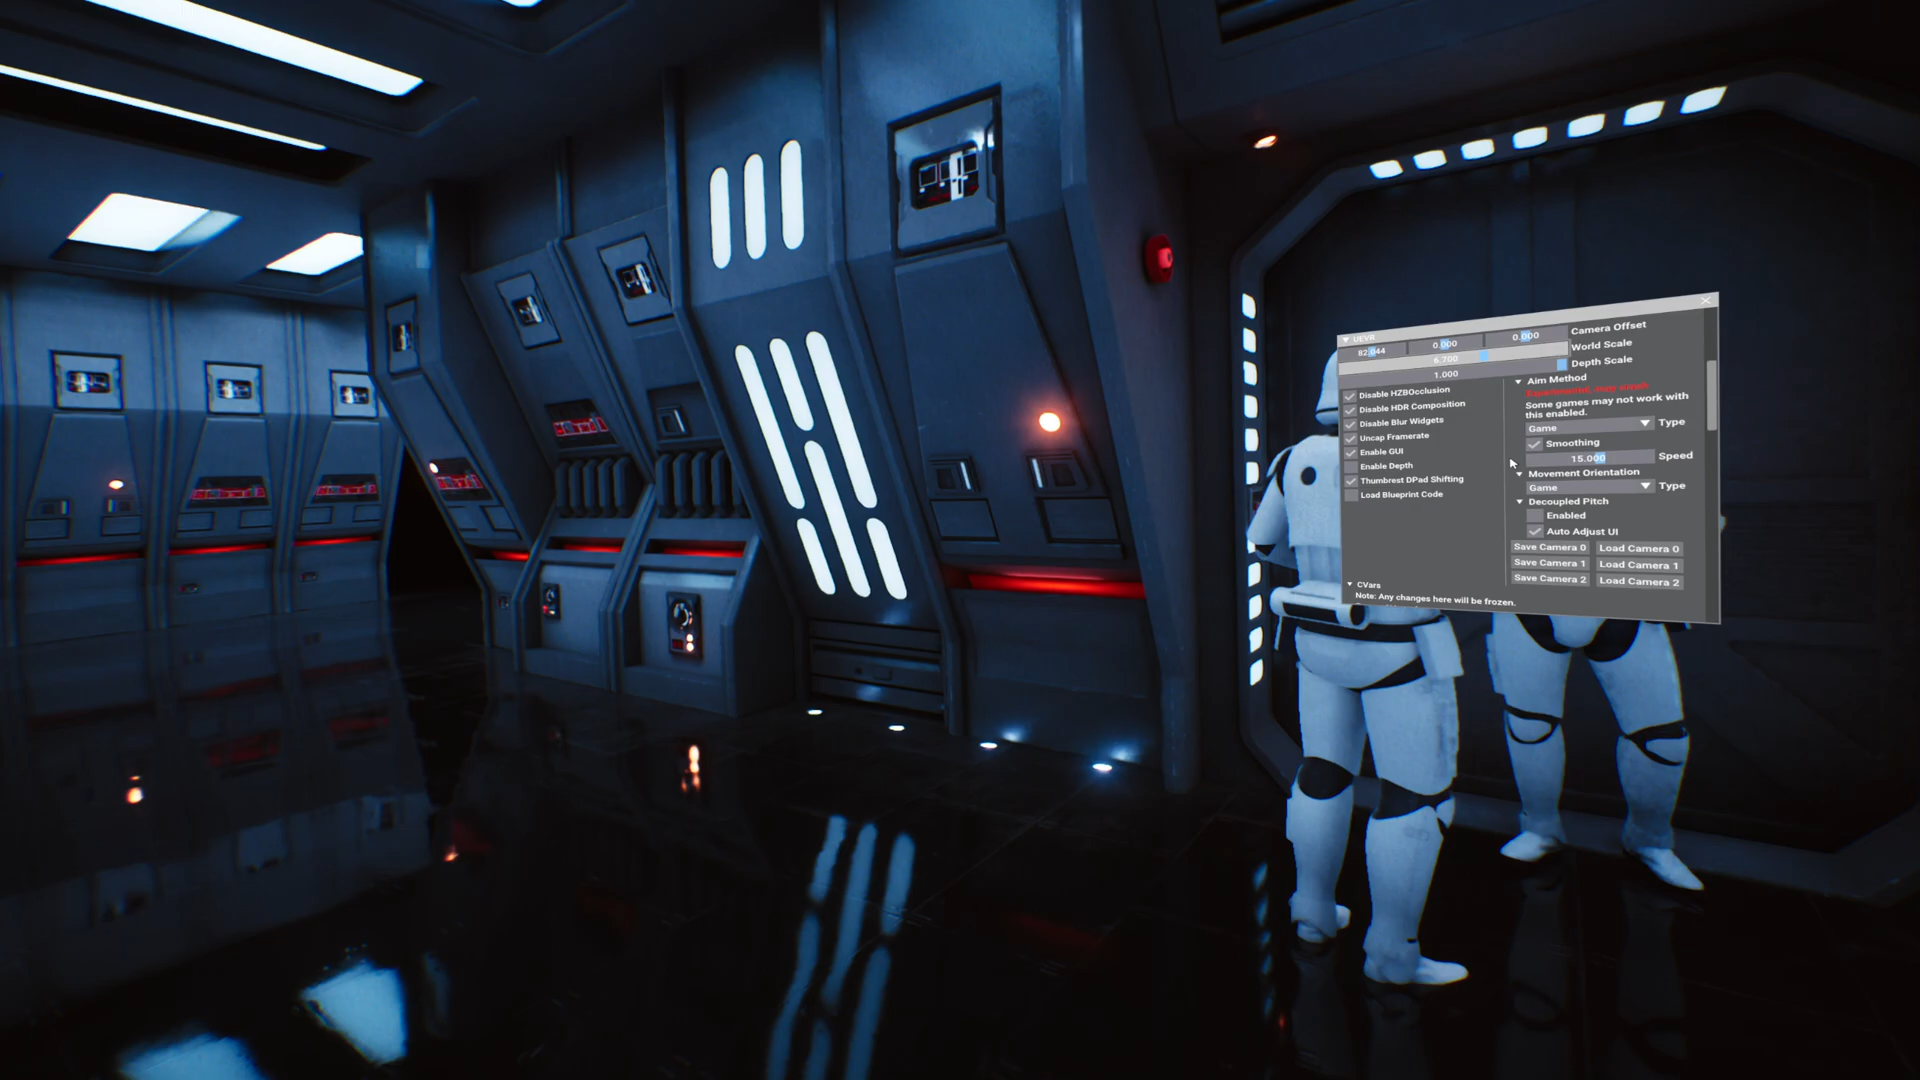 UEVR
82.044 0.000 0.000 Camera Offset
6.700 World Scale
1.000 Depth Scale
Disable HZBOcclusion
Disable HDR Composition
Disable Blur Widgets
Uncap Framerate
Enable GUI
Enable Depth
Thumbrest DPad Shifting
Load Blueprint Code
Aim Method
Some games may not work with
this enabled.
Game Type
Smoothing
15.000 Speed
Movement Orientation
Game Type
Decoupled Pitch
Enabled
Auto Adjust UI
Save Camera 0 Load Camera 0
Save Camera 1 Load Camera 1
Save Camera 2 Load Camera 2
CVars
Note: Any changes here will be frozen.